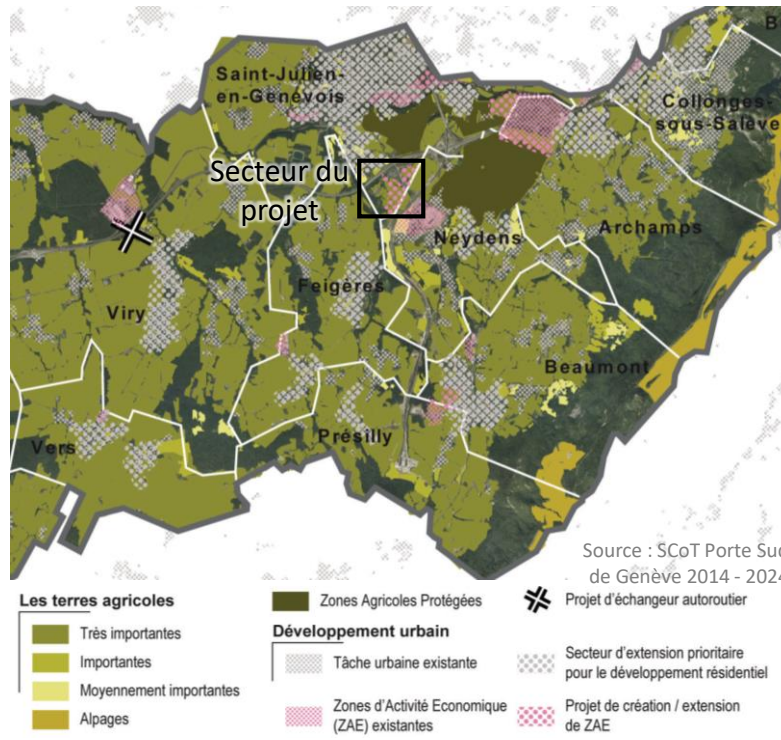 B
Saint-Julien-
en-Genevois
Collonges-
sous-Salève
Secteur du
projet
Neydens
Archamps
Feigères
Viry
Beaumont
Présilly
Vers
Source : SCoT Porte Sud
de Genève 2014 - 2024
Les terres agricoles
Très importantes
Importantes
Moyennement importantes
Alpages
Zones Agricoles Protégées
Développement urbain
Tâche urbaine existante
Zones d'Activité Economique
(ZAE) existantes
Projet d'échangeur autoroutier
Secteur d'extension prioritaire
pour le développement résidentiel
Projet de création / extension
de ZAE